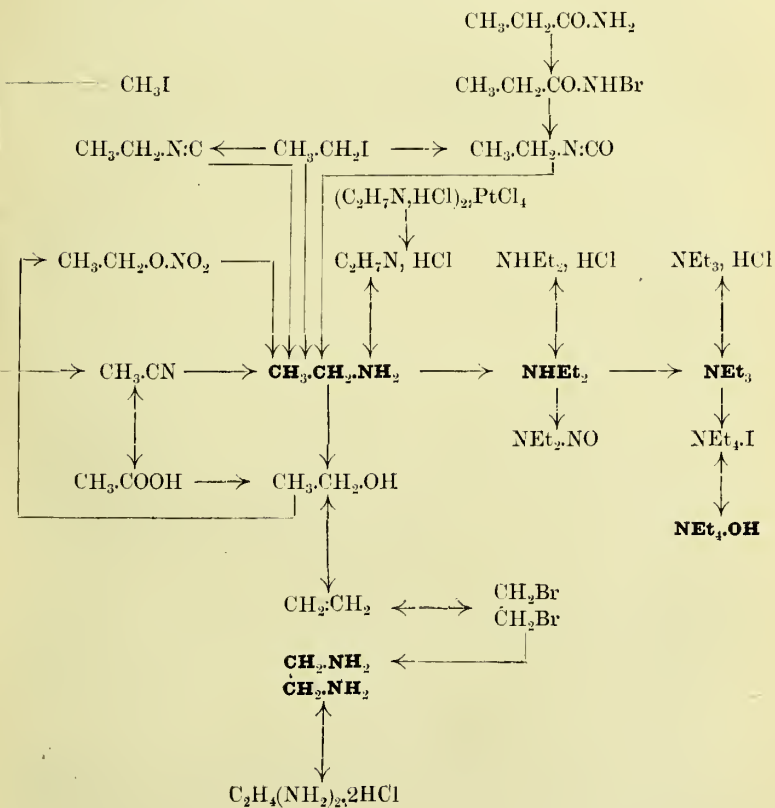 CH₃.CH₂.CO.NH₂
CH₃I
CH₃.CH₂.CO.NHBr
CH₃.CH₂.N:C
CH₃.CH₂I
CH₃.CH₂.N:CO
(C₂H₇N,HCl)₂,PtCl₄
CH₃.CH₂.O.NO₂
C₂H₇N, HCl
NHEt₂, HCl
NEt₃, HCl
CH₃.CN
CH₃.CH₂.NH₂
NHEt₂
NEt₃
NEt₂.NO
NEt₄.I
CH₃.COOH
CH₃.CH₂.OH
NEt₄.OH
CH₂:CH₂
CH₂Br
CH₂Br
CH₂.NH₂
CH₂.NH₂
C₂H₄(NH₂)₂,2HCl